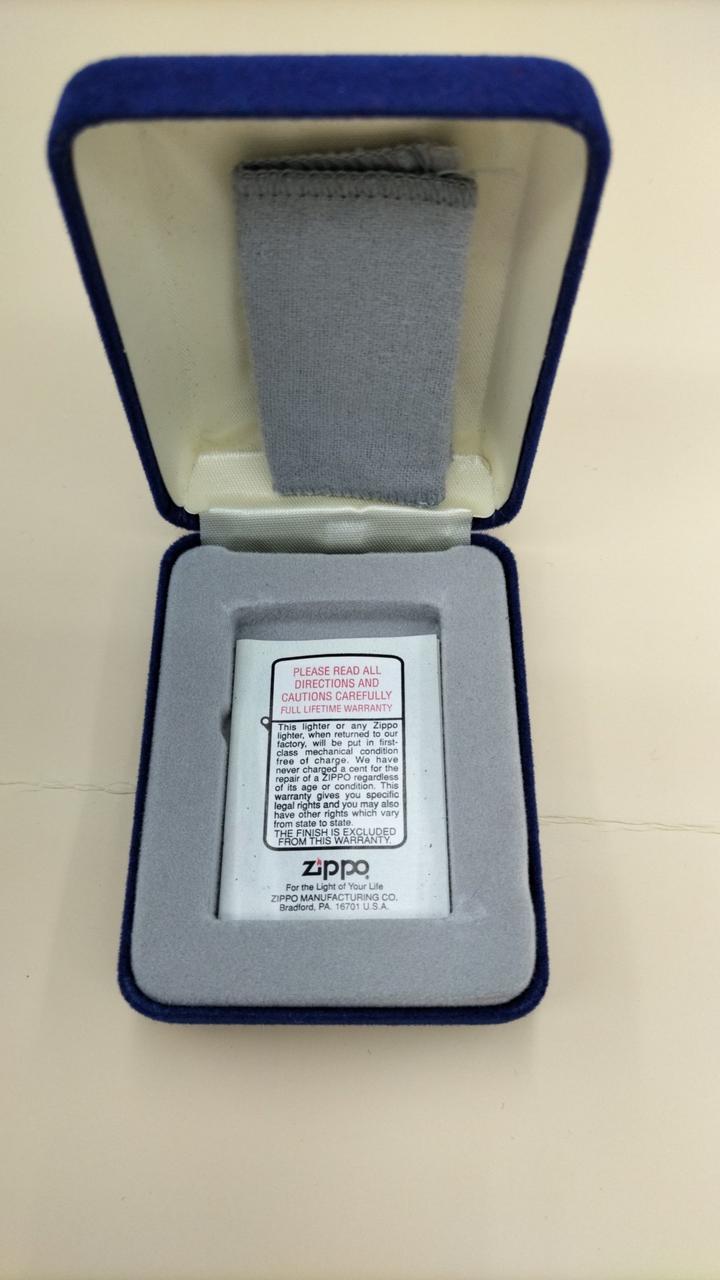 PLEASE READ ALL
DIRECTIONS AND
CAUTIONS CAREFULLY
FULL LIFETIME WARRANTY
This lighter or any Zippo
lighter, when returned to our
factory, will be put in first-
class mechanical condition
free of charge. We have
never charged a cent for the
repair of a ZIPPO regardless
of its age or condition. This
warranty gives you specific
legal rights and you may also
have other rights which vary
from state to state.
THE FINISH IS EXCLUDED
FROM THIS WARRANTY.
zippo
For the Light of Your Life
ZIPPO MANUFACTURING CO.
Bradford, PA. 16701 U.S.A.